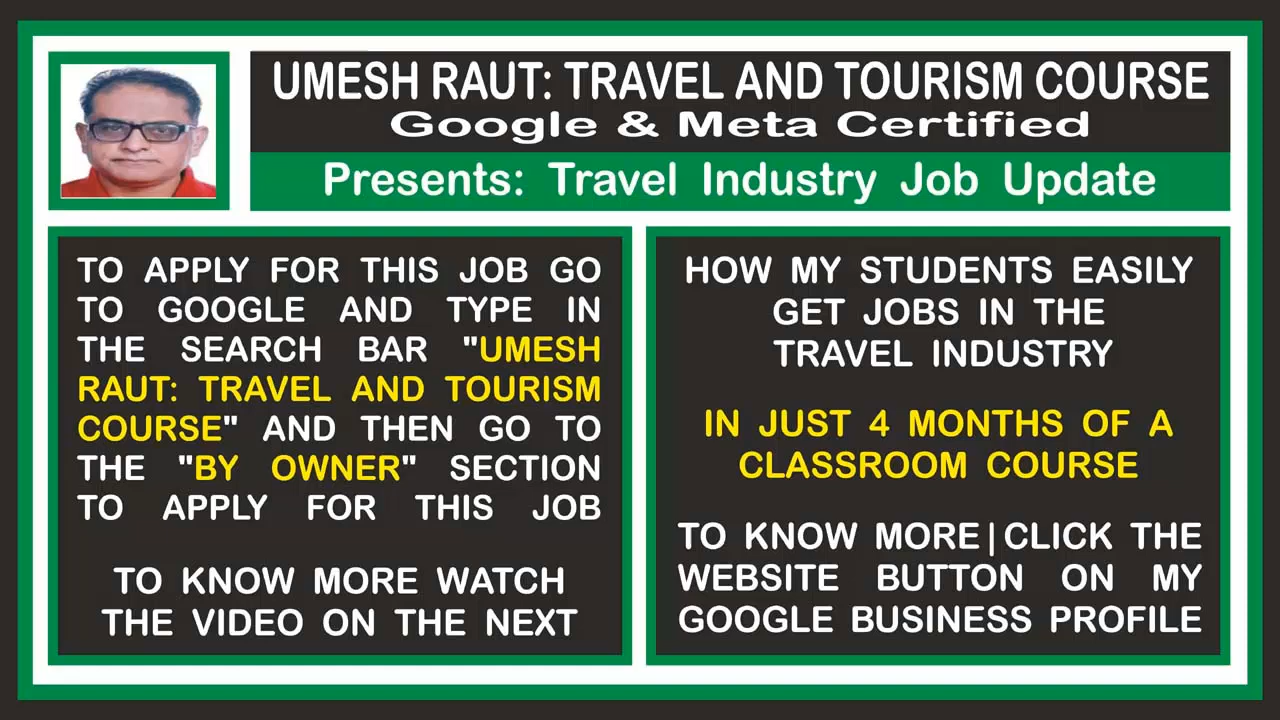 UMESH RAUT: TRAVEL AND TOURISM COURSE
Google & Meta Certified
Presents: Travel Industry Job Update
TO APPLY FOR THIS JOB GO
TO GOOGLE AND TYPE IN
THE SEARCH BAR "UMESH
RAUT: TRAVEL AND TOURISM
COURSE" AND THEN GO TO
THE "BY OWNER" SECTION
TO APPLY FOR THIS JOB
TO KNOW MORE WATCH
THE VIDEO ON THE NEXT
HOW MY STUDENTS EASILY
GET JOBS IN THE
TRAVEL INDUSTRY
IN JUST 4 MONTHS OF A
CLASSROOM COURSE
TO KNOW MORE|CLICK THE
WEBSITE BUTTON ON MY
GOOGLE BUSINESS PROFILE